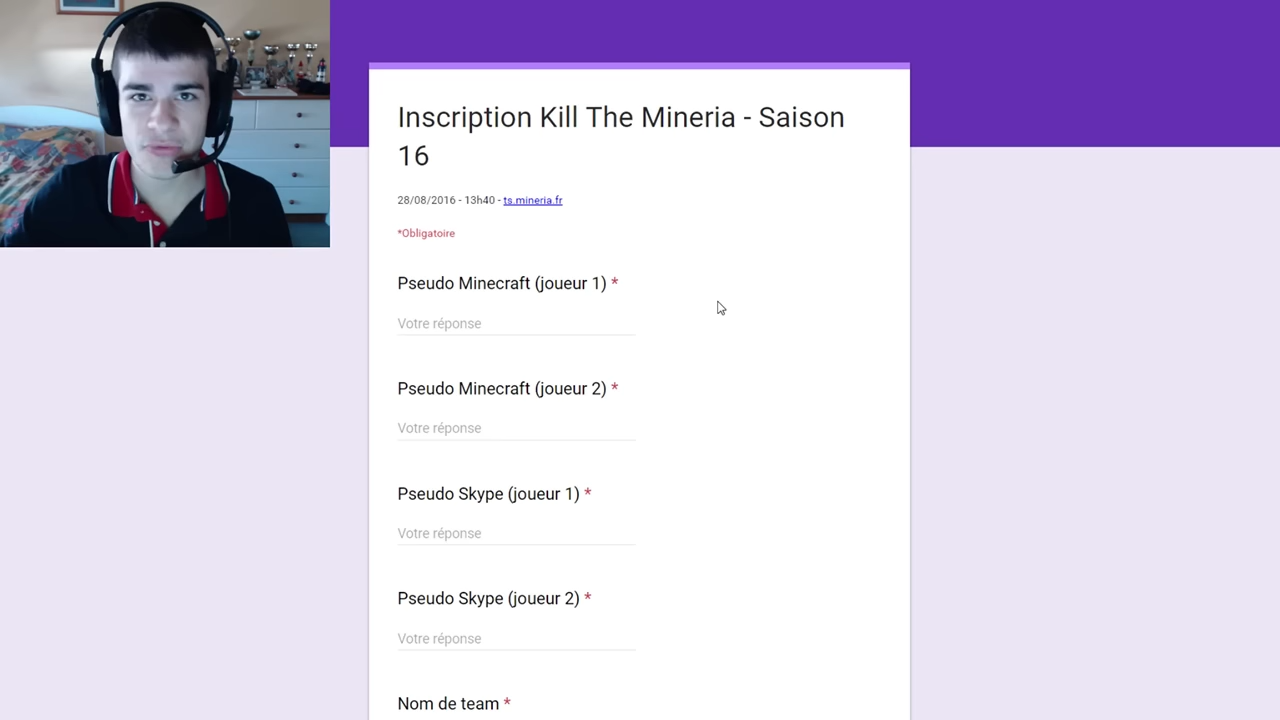 Inscription Kill The Mineria - Saison
16
28/08/2016 - 13h40 - ts.mineria.fr
*Obligatoire
Pseudo Minecraft (joueur 1) *
Votre réponse
Pseudo Minecraft (joueur 2) *
Votre réponse
Pseudo Skype (joueur 1) *
Votre réponse
Pseudo Skype (joueur 2) *
Votre réponse
Nom de team *